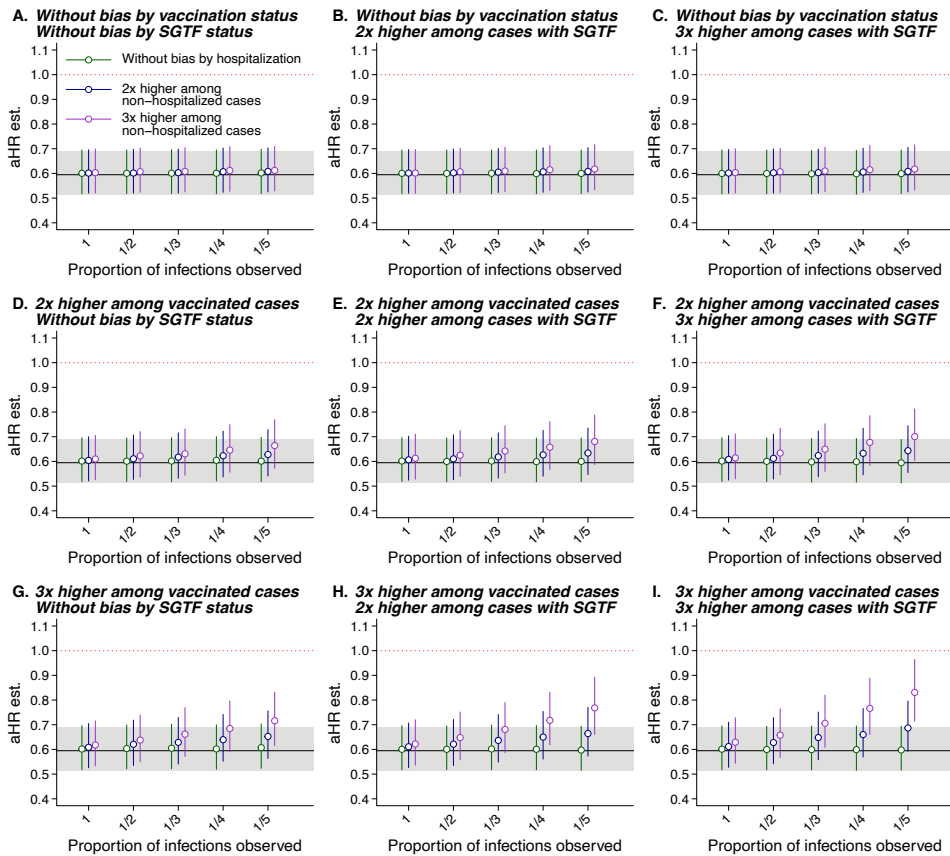 A. Without bias by vaccination status
Without bias by SGTF status
aHR est.
1.1
1.0
0.9
0.8
0.7
0.6
0.5
0.4
Without bias by hospitalization
2x higher among
non-hospitalized cases
3x higher among
non-hospitalized cases
1
1/2
1/3
1/4
1/5
Proportion of infections observed
B. Without bias by vaccination status
2x higher among cases with SGTF
aHR est.
1.1
1.0
0.9
0.8
0.7
0.6
0.5
0.4
1
1/2
1/3
1/4
1/5
Proportion of infections observed
C. Without bias by vaccination status
3x higher among cases with SGTF
aHR est.
1.1
1.0
0.9
0.8
0.7
0.6
0.5
0.4
1
1/2
1/3
1/4
1/5
Proportion of infections observed
D. 2x higher among vaccinated cases
Without bias by SGTF status
aHR est.
1.1
1.0
0.9
0.8
0.7
0.6
0.5
0.4
1
1/2
1/3
1/4
1/5
Proportion of infections observed
E. 2x higher among vaccinated cases
2x higher among cases with SGTF
aHR est.
1.1
1.0
0.9
0.8
0.7
0.6
0.5
0.4
1
1/2
1/3
1/4
1/5
Proportion of infections observed
F. 2x higher among vaccinated cases
3x higher among cases with SGTF
aHR est.
1.1
1.0
0.9
0.8
0.7
0.6
0.5
0.4
1
1/2
1/3
1/4
1/5
Proportion of infections observed
G. 3x higher among vaccinated cases
Without bias by SGTF status
aHR est.
1.1
1.0
0.9
0.8
0.7
0.6
0.5
0.4
1
1/2
1/3
1/4
1/5
Proportion of infections observed
H. 3x higher among vaccinated cases
2x higher among cases with SGTF
aHR est.
1.1
1.0
0.9
0.8
0.7
0.6
0.5
0.4
1
1/2
1/3
1/4
1/5
Proportion of infections observed
I. 3x higher among vaccinated cases
3x higher among cases with SGTF
aHR est.
1.1
1.0
0.9
0.8
0.7
0.6
0.5
0.4
1
1/2
1/3
1/4
1/5
Proportion of infections observed